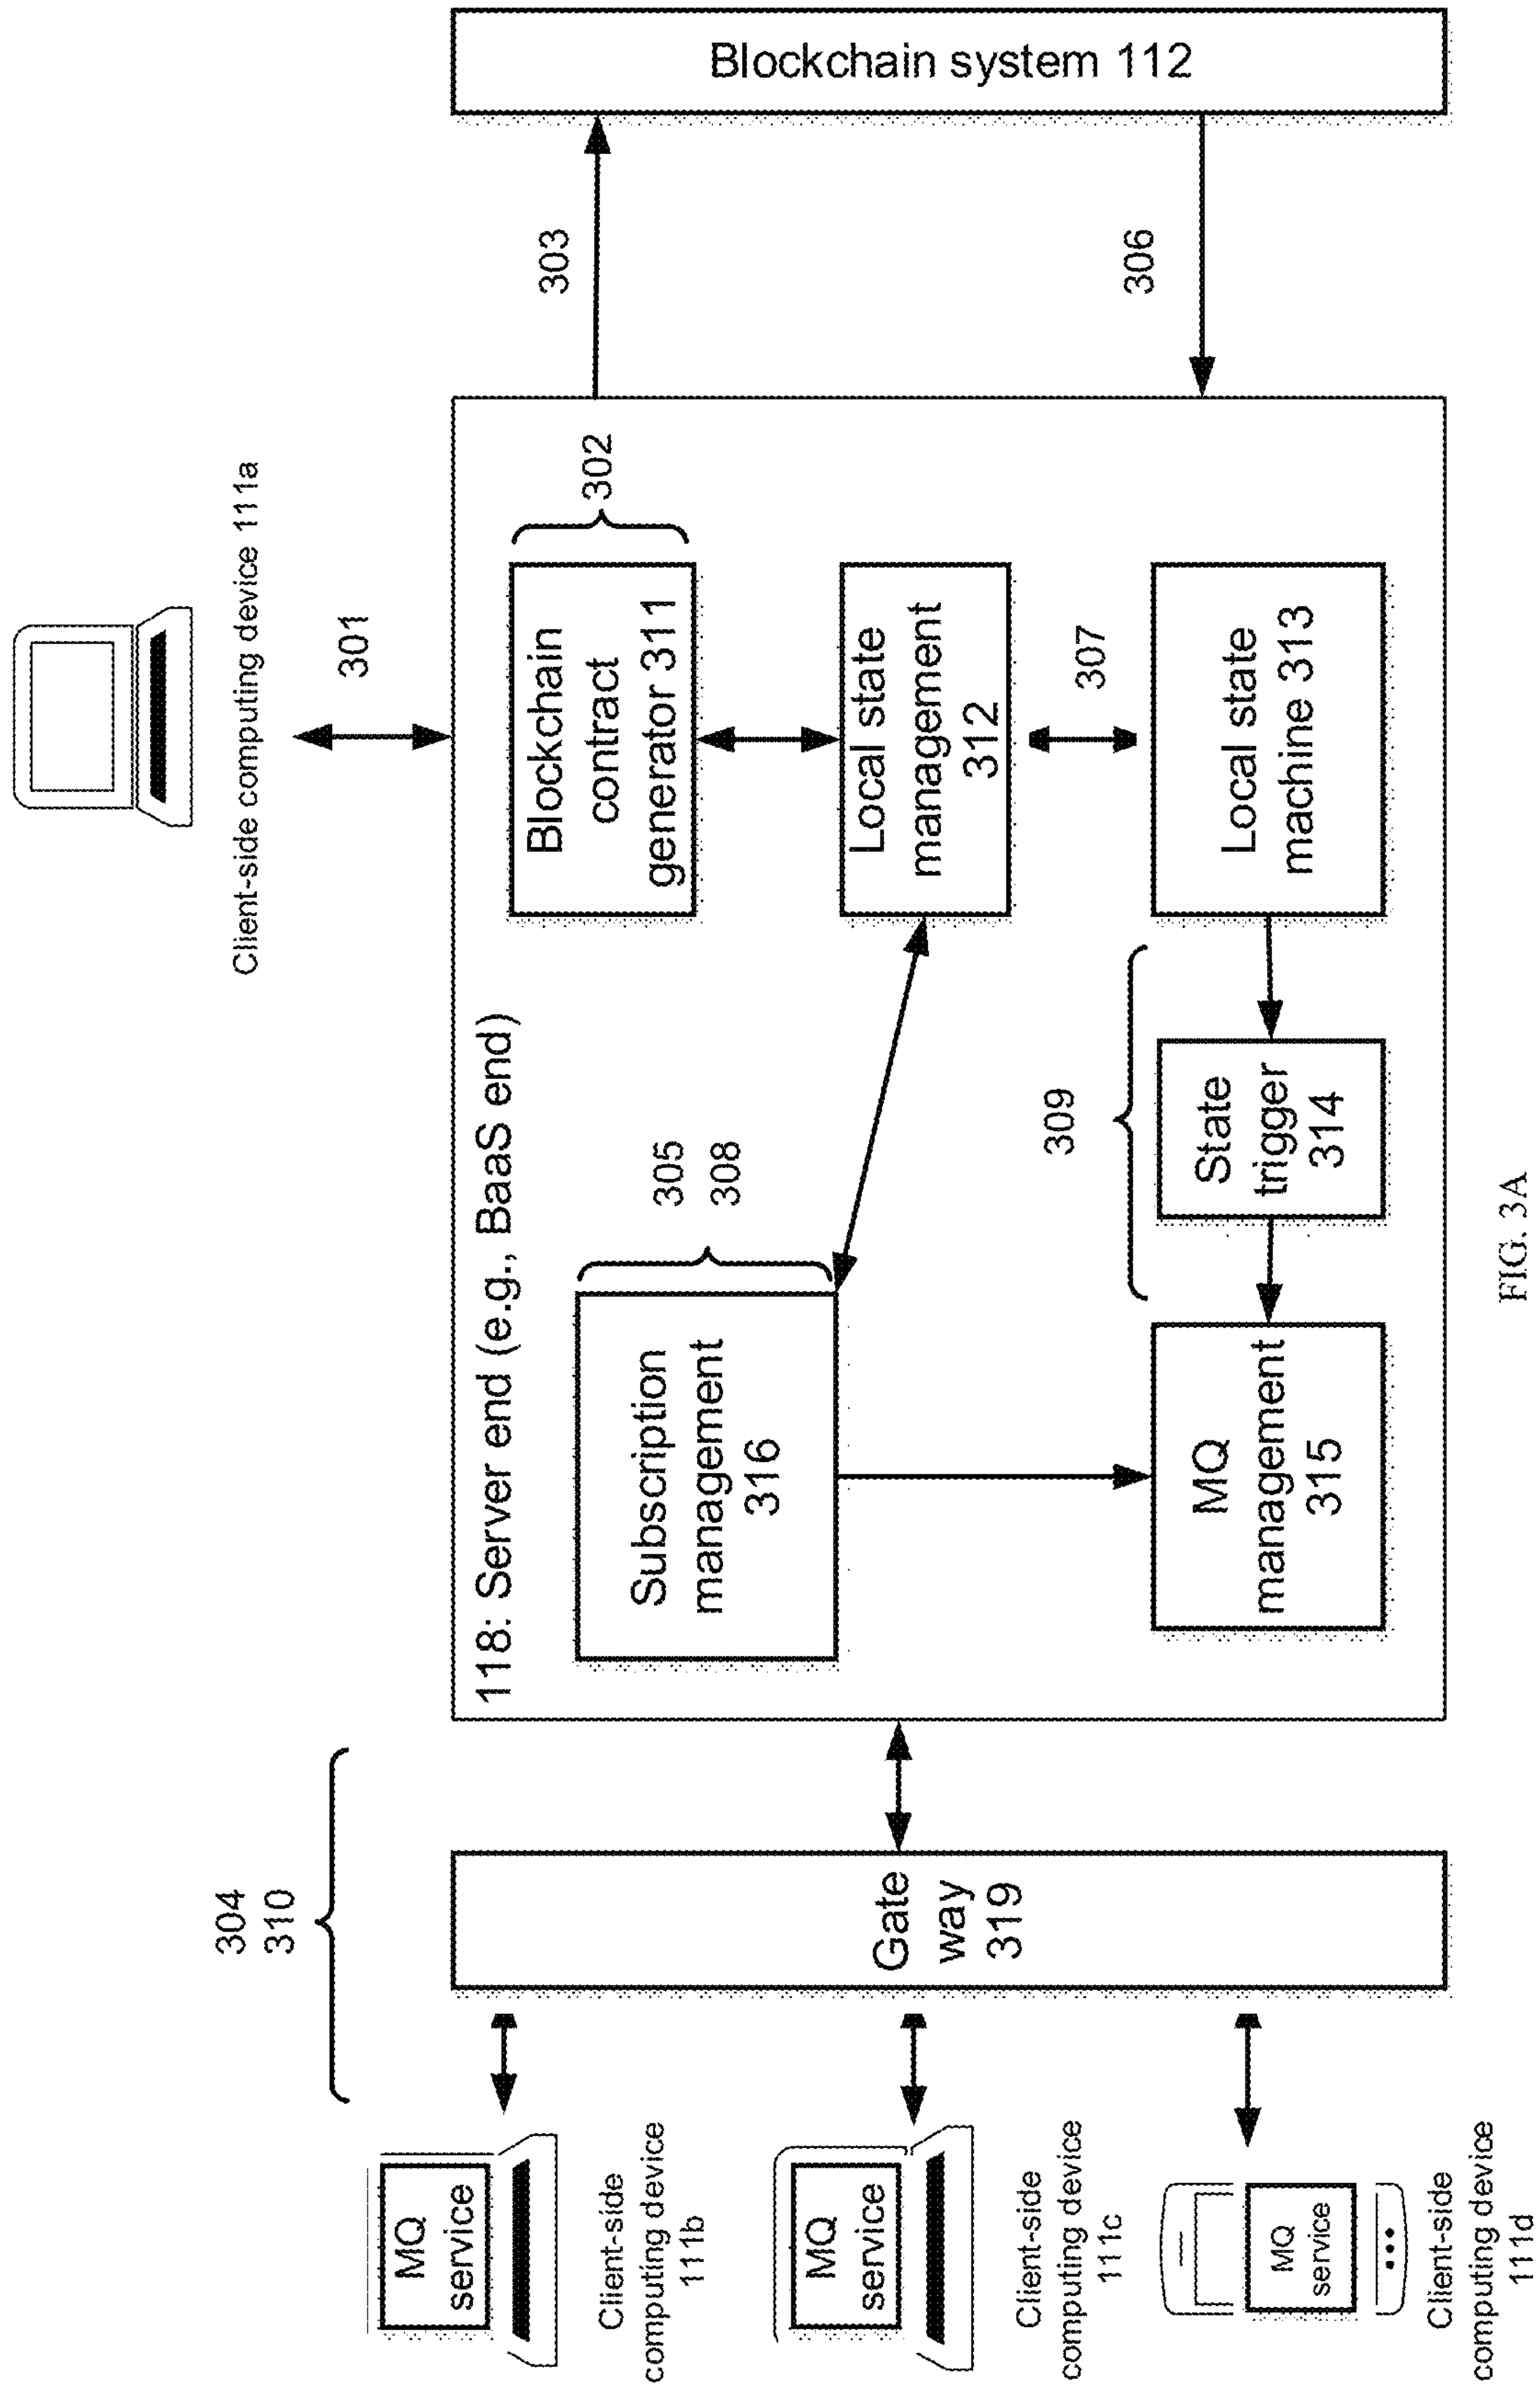 Client-side computing device 111a
301
304
310
118: Server end (e.g., BaaS end)
MQ
service
Client-side
computing device
111b
MQ
service
Client-side
computing device
111c
MQ
service
Client-side
computing device
111d
Gate
way
319
Subscription
management
316
305
308
Blockchain
contract
generator 311
302
303
Local state
management
312
307
MQ
management
315
309
State
trigger
314
Local state
machine 313
306
Blockchain system 112
FIG. 3A